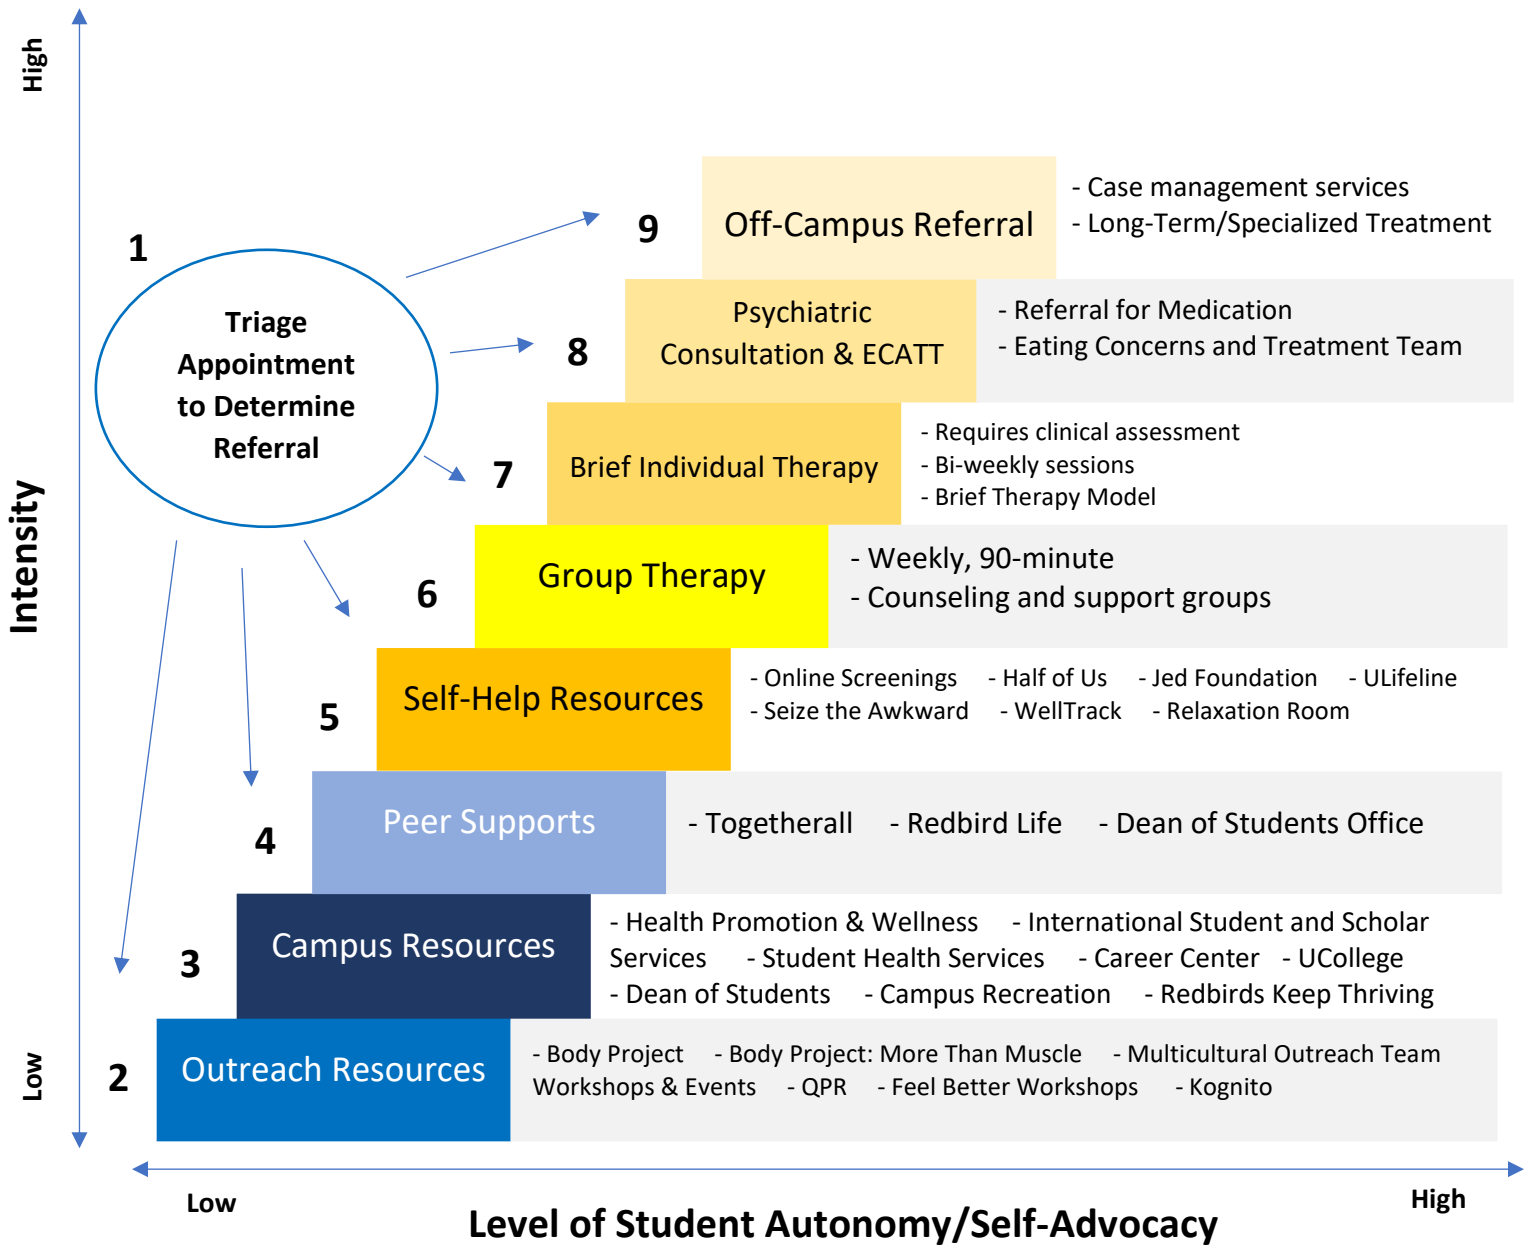 High
1
Triage
Appointment
to Determine
Referral
9
Off-Campus Referral
- Case management services
- Long-Term/Specialized Treatment
8
Psychiatric
Consultation & ECATT
- Referral for Medication
- Eating Concerns and Treatment Team
7
Brief Individual Therapy
- Requires clinical assessment
- Bi-weekly sessions
- Brief Therapy Model
Intensity
6
Group Therapy
- Weekly, 90-minute
- Counseling and support groups
5
Self-Help Resources
- Online Screenings - Half of Us - Jed Foundation - ULifeline
- Seize the Awkward - WellTrack - Relaxation Room
4
Peer Supports
- Togetherall - Redbird Life - Dean of Students Office
3
Campus Resources
- Health Promotion & Wellness - International Student and Scholar
Services - Student Health Services - Career Center - UCollege
- Dean of Students - Campus Recreation - Redbirds Keep Thriving
Low
2
Outreach Resources
- Body Project - Body Project: More Than Muscle - Multicultural Outreach Team
Workshops & Events - QPR - Feel Better Workshops - Kognito
Low
High
Level of Student Autonomy/Self-Advocacy